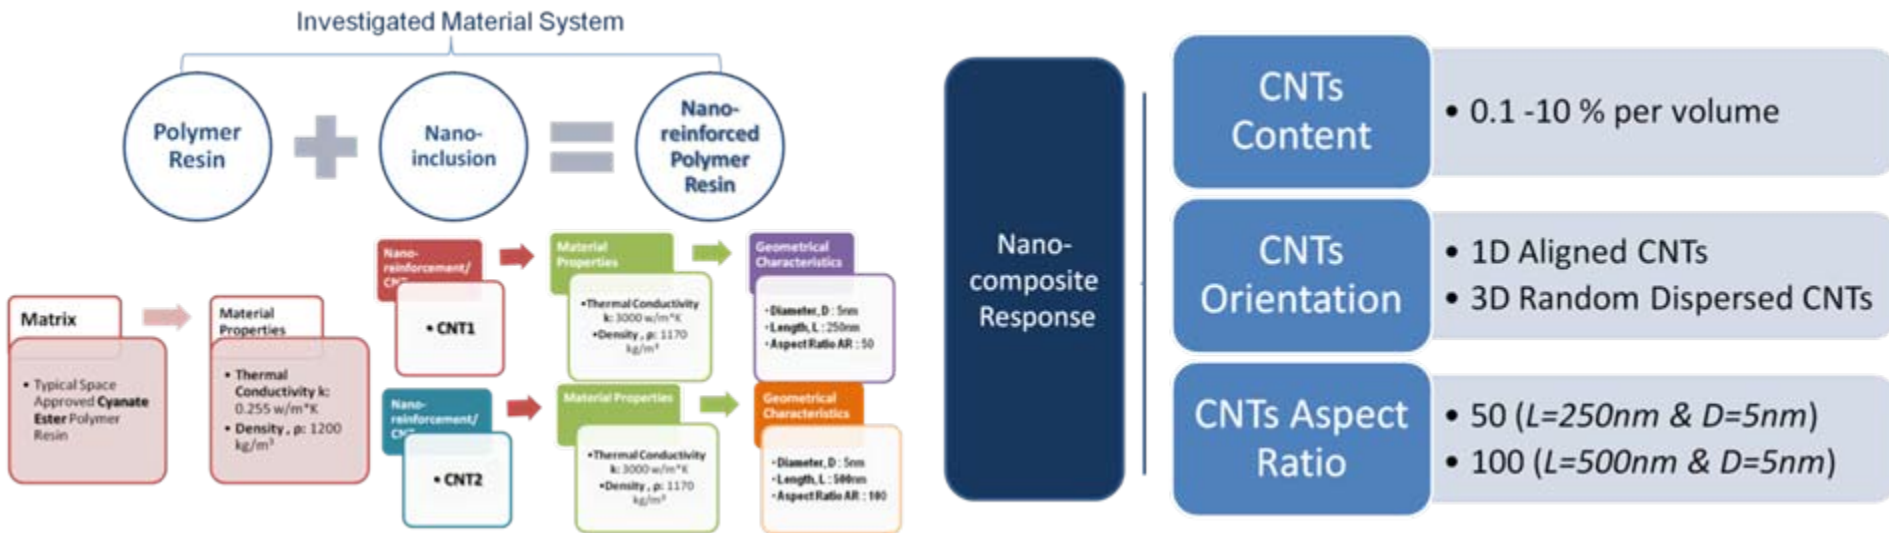 Investigated Material System
Polymer
Resin
Nano-
inclusion
Nano-
reinforced
Polymer
Resin
Matrix
• Typical Space
Approved Cyanate
Ester Polymer
Resin
Material
Properties
• Thermal
Conductivity k:
0.255 w/m*K
• Density , ρ: 1200
kg/m³
Nano-
reinforcement/
CNT
• CNT1
Material
Properties
•Thermal Conductivity
k: 3000 w/m*K
•Density , ρ: 1170
kg/m³
Geometrical
Characteristics
• Diameter, D : 5nm
• Length, L : 250nm
• Aspect Ratio AR : 50
Nano-
reinforcement/
CNT
• CNT2
Material Properties
•Thermal Conductivity
k: 3000 w/m*K
•Density , ρ: 1170
kg/m³
Geometrical
Characteristics
• Diameter, D : 5nm
• Length, L : 500nm
• Aspect Ratio AR : 100
Nano-
composite
Response
CNTs
Content
• 0.1 -10 % per volume
CNTs
Orientation
• 1D Aligned CNTs
• 3D Random Dispersed CNTs
CNTs Aspect
Ratio
• 50 (L=250nm & D=5nm)
• 100 (L=500nm & D=5nm)